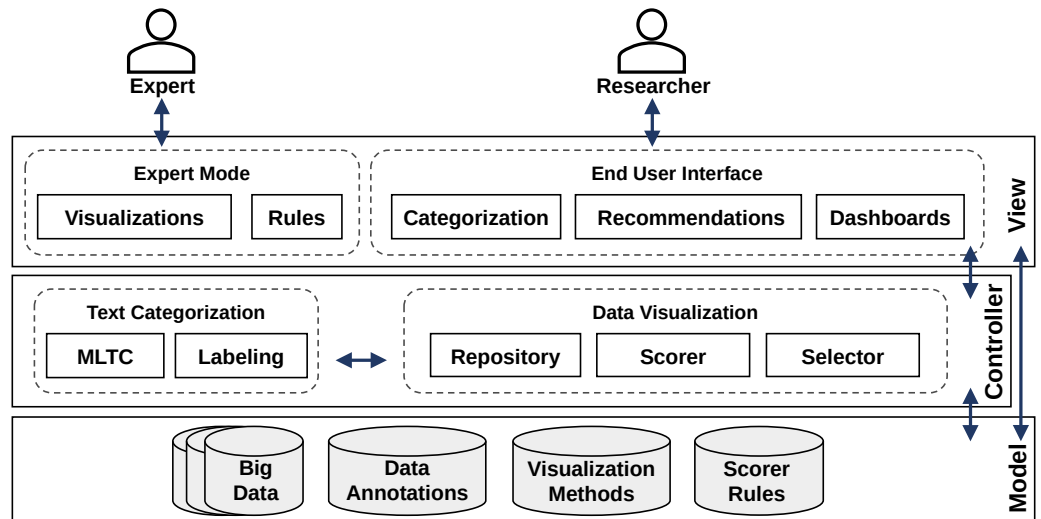 Expert
Researcher
Expert Mode
Visualizations
Rules
End User Interface
Categorization
Recommendations
Dashboards
View
Text Categorization
MLTC
Labeling
Data Visualization
Repository
Scorer
Selector
Controller
Big
Data
Data
Annotations
Visualization
Methods
Scorer
Rules
Model